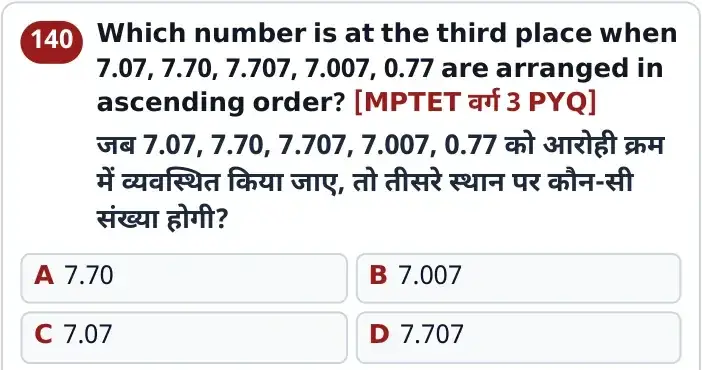 140 Which number is at the third place when
7.07, 7.70, 7.707, 7.007, 0.77 are arranged in
ascending order? [MPTET वर्ग 3 PYQ]
जब 7.07, 7.70, 7.707, 7.007, 0.77 को आरोही क्रम
में व्यवस्थित किया जाए, तो तीसरे स्थान पर कौन-सी
संख्या होगी?
A 7.70
B 7.007
C 7.07
D 7.707